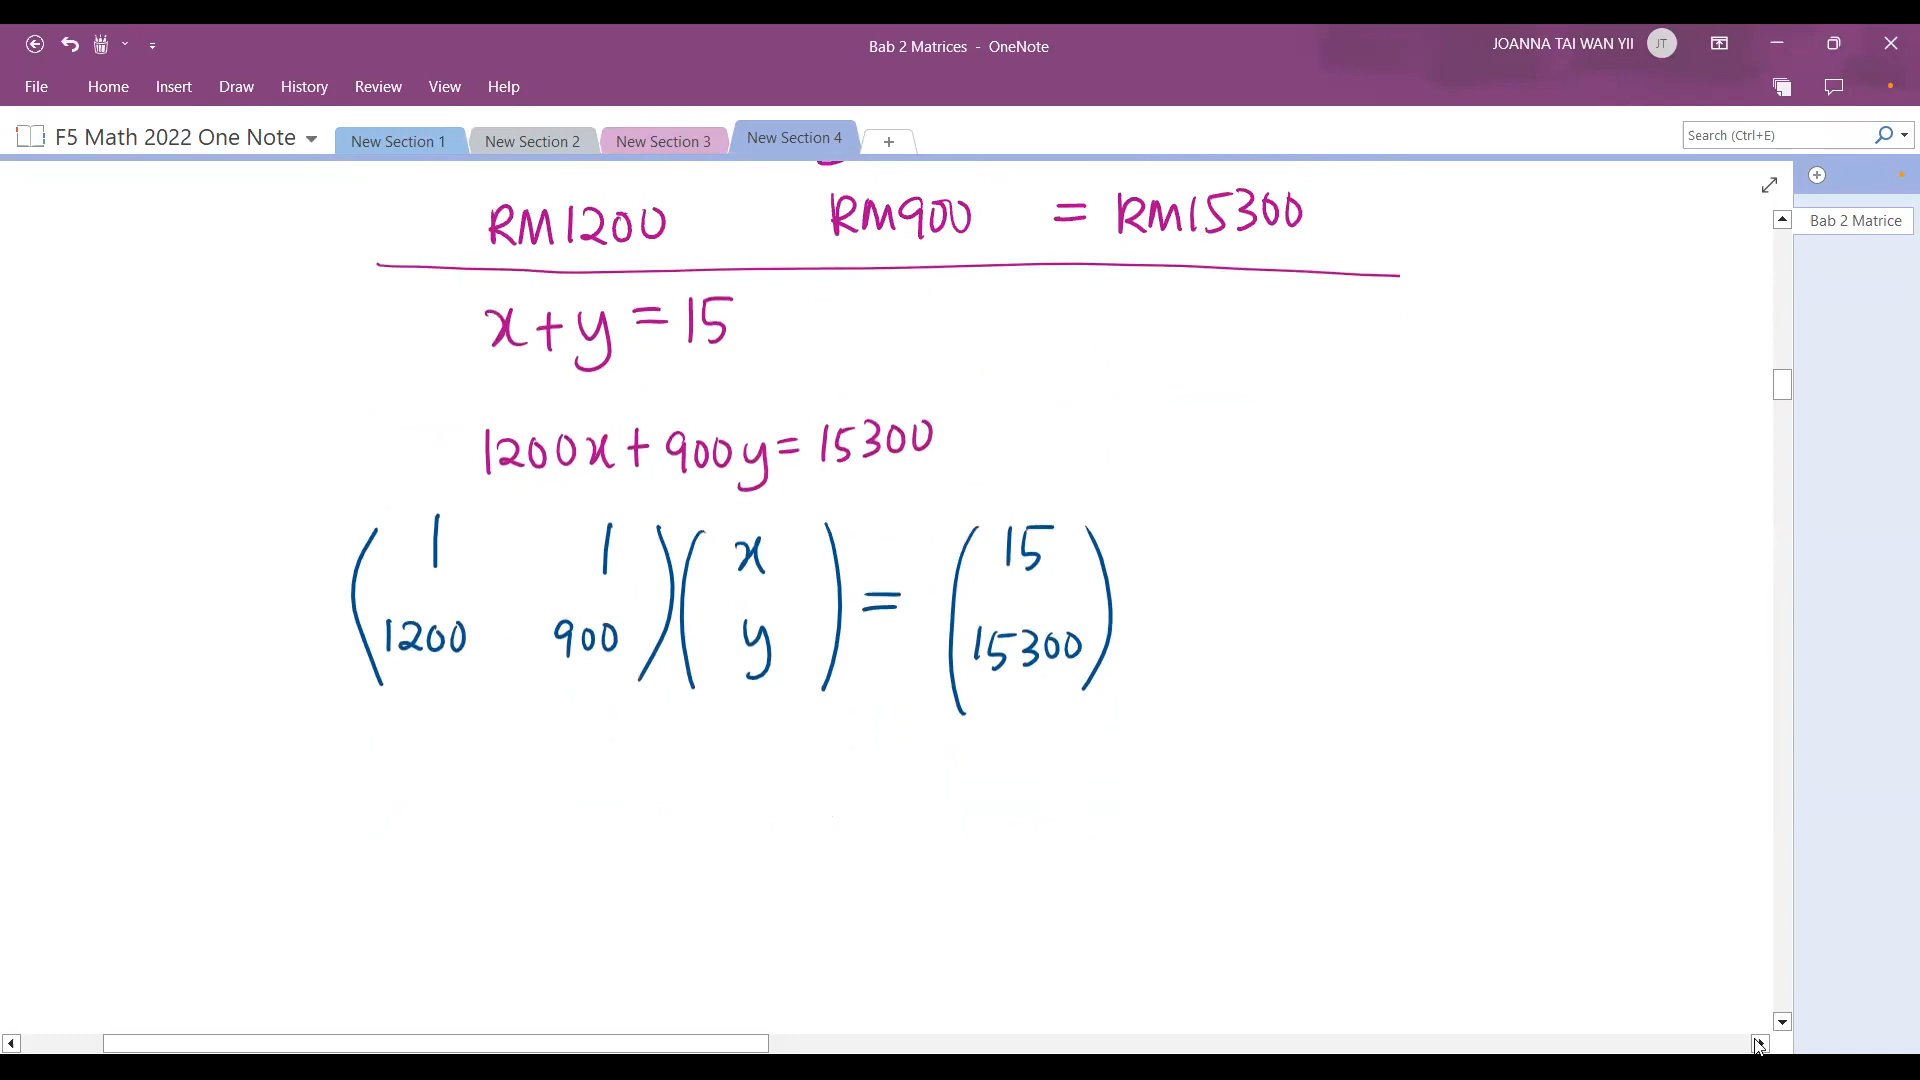 Bab 2 Matrices - OneNote
JOANNA TAI WAN YII JT
File Home Insert Draw History Review View Help
F5 Math 2022 One Note New Section 1 New Section 2 New Section 3 New Section 4 + Search (Ctrl+E)
Bab 2 Matrice
RM1200 RM900 = RM15300
x+y=15
1200x+900y=15300
( 1 1 ) ( x ) = ( 15 )
( 1200 900 ) ( y ) ( 15300 )